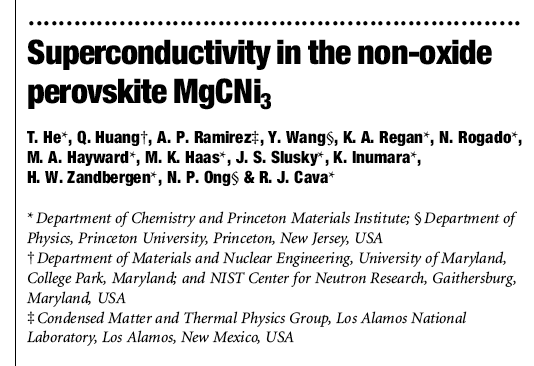 Superconductivity in the non-oxide
perovskite MgCNi₃
T. He*, Q. Huang†, A. P. Ramirez‡, Y. Wang§, K. A. Regan*, N. Rogado*,
M. A. Hayward*, M. K. Haas*, J. S. Slusky*, K. Inumara*,
H. W. Zandbergen*, N. P. Ong§ & R. J. Cava*
* Department of Chemistry and Princeton Materials Institute; § Department of
Physics, Princeton University, Princeton, New Jersey, USA
† Department of Materials and Nuclear Engineering, University of Maryland,
College Park, Maryland; and NIST Center for Neutron Research, Gaithersburg,
Maryland, USA
‡ Condensed Matter and Thermal Physics Group, Los Alamos National
Laboratory, Los Alamos, New Mexico, USA